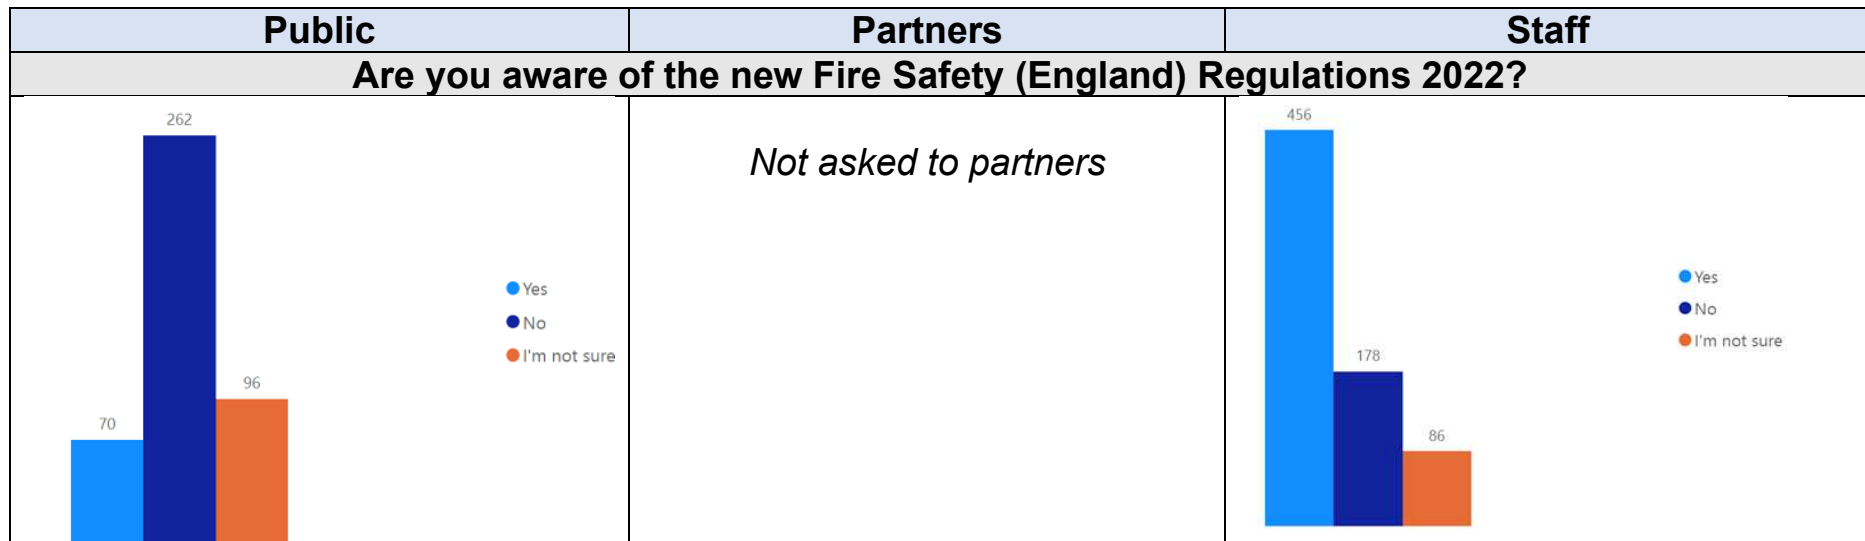 Public Partners Staff
Are you aware of the new Fire Safety (England) Regulations 2022?
262
70
96
Yes
No
I'm not sure
Not asked to partners
456
178
86
Yes
No
I'm not sure